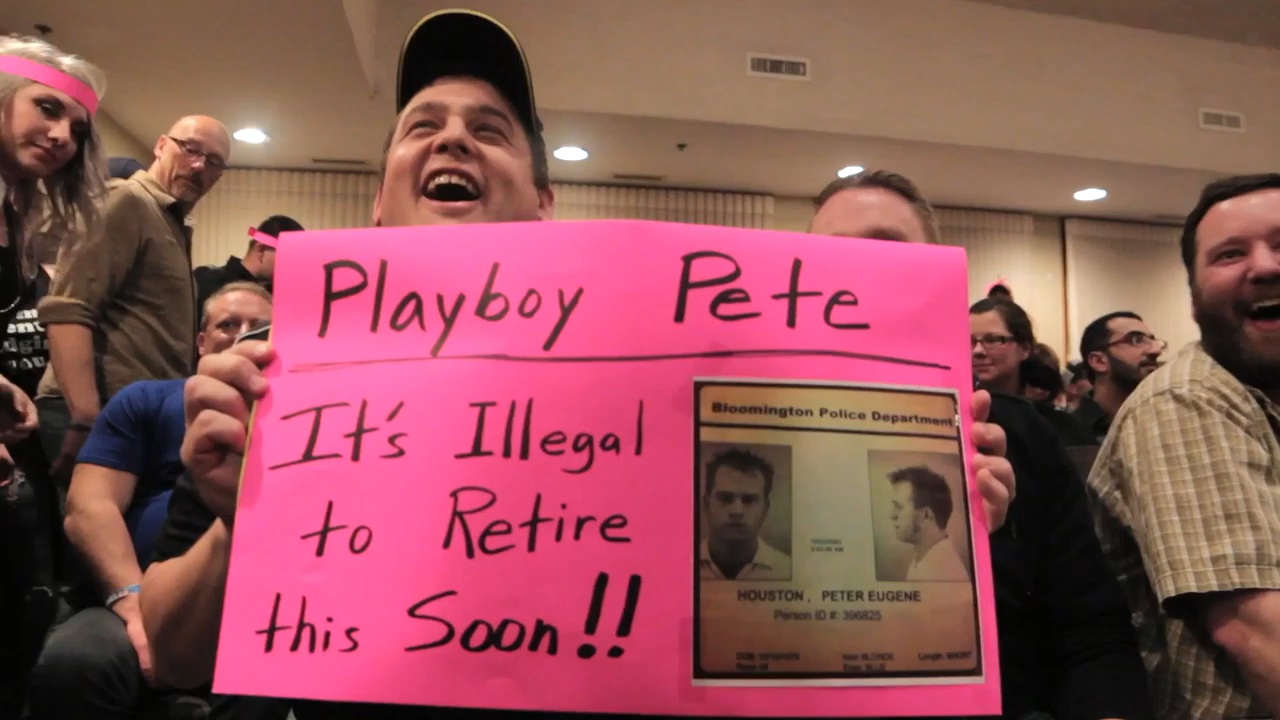 Playboy Pete
It's Illegal
to Retire
this Soon!!
Bloomington Police Department
HOUSTON, PETER EUGENE
Person ID #: 396825